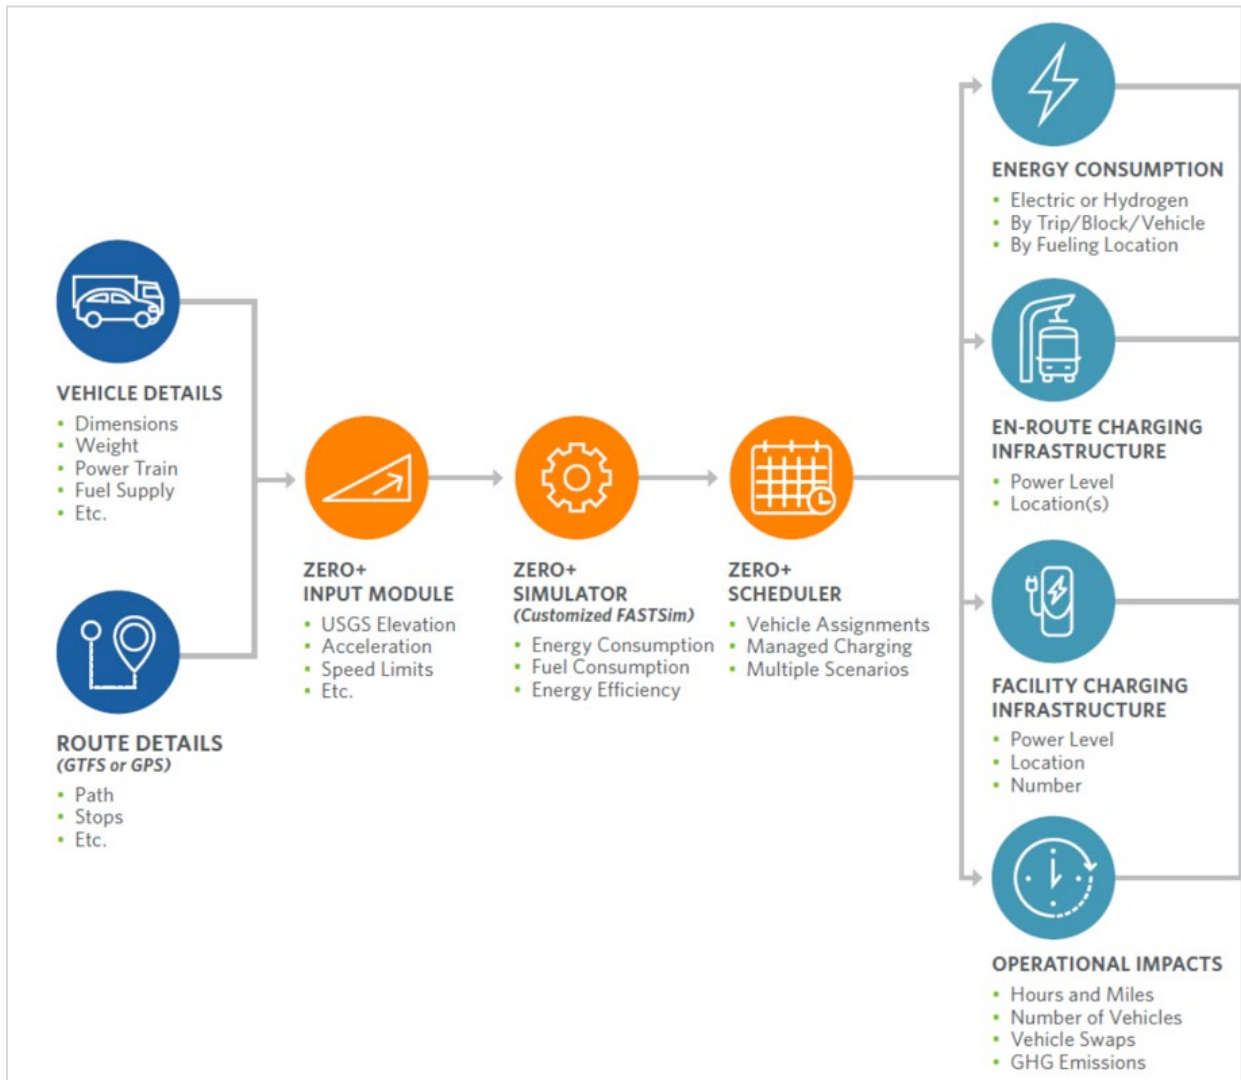 VEHICLE DETAILS
• Dimensions
• Weight
• Power Train
• Fuel Supply
• Etc.
ROUTE DETAILS
(GTFS or GPS)
• Path
• Stops
• Etc.
ZERO+
INPUT MODULE
• USGS Elevation
• Acceleration
• Speed Limits
• Etc.
ZERO+
SIMULATOR
(Customized FASTSim)
• Energy Consumption
• Fuel Consumption
• Energy Efficiency
ZERO+
SCHEDULER
• Vehicle Assignments
• Managed Charging
• Multiple Scenarios
ENERGY CONSUMPTION
• Electric or Hydrogen
• By Trip/Block/Vehicle
• By Fueling Location
EN-ROUTE CHARGING
INFRASTRUCTURE
• Power Level
• Location(s)
FACILITY CHARGING
INFRASTRUCTURE
• Power Level
• Location
• Number
OPERATIONAL IMPACTS
• Hours and Miles
• Number of Vehicles
• Vehicle Swaps
• GHG Emissions